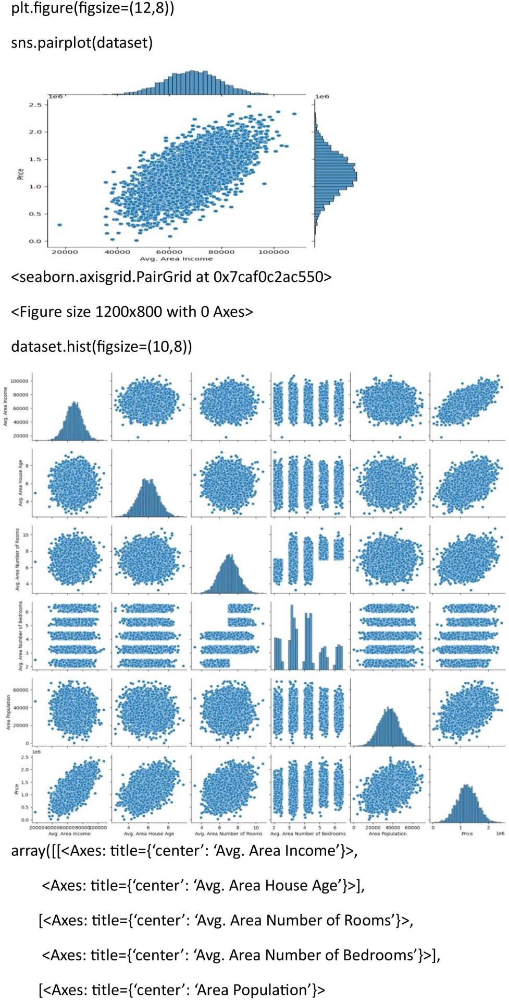 plt.figure(figsize=(12,8))
sns.pairplot(dataset)
1e6
1e6
2.5
2.0
1.5
1.0
0.5
0.0
Price
20000 40000 60000 80000 100000
Avg. Area Income
<seaborn.axisgrid.PairGrid at 0x7caf0c2ac550>
<Figure size 1200x800 with 0 Axes>
dataset.hist(figsize=(10,8))
100000
80000
60000
40000
20000
Avg. Area Income
8
6
4
Avg. Area House Age
10
8
6
4
Avg. Area Number of Rooms
6
5
4
3
2
Avg. Area Number of Bedrooms
60000
40000
20000
0
Area Population
1e6
2.5
2.0
1.5
1.0
0.5
0.0
Price
20000 40000 60000 80000 100000 4 6 8 4 6 8 10 2 3 4 5 6 0 20000 40000 60000 0 1 2
1e6
Avg. Area Income Avg. Area House Age Avg. Area Number of Rooms Avg. Area Number of Bedrooms Area Population Price
array([[<Axes: title={‘center’: ‘Avg. Area Income’}>,
<Axes: title={‘center’: ‘Avg. Area House Age’}>],
[<Axes: title={‘center’: ‘Avg. Area Number of Rooms’}>,
<Axes: title={‘center’: ‘Avg. Area Number of Bedrooms’}>],
[<Axes: title={‘center’: ‘Area Population’}>